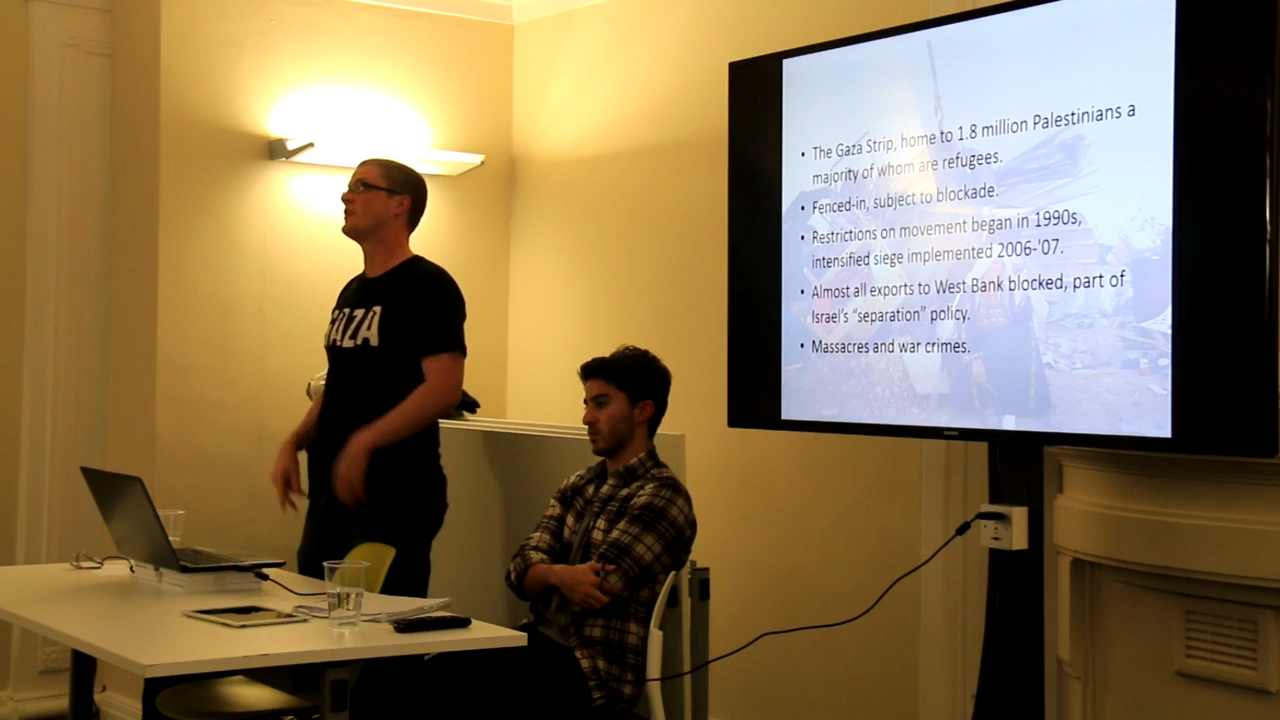 GAZA
• The Gaza Strip, home to 1.8 million Palestinians a
majority of whom are refugees.
• Fenced-in, subject to blockade.
• Restrictions on movement began in 1990s,
intensified siege implemented 2006-'07.
• Almost all exports to West Bank blocked, part of
Israel's "separation" policy.
• Massacres and war crimes.
SAMSUNG